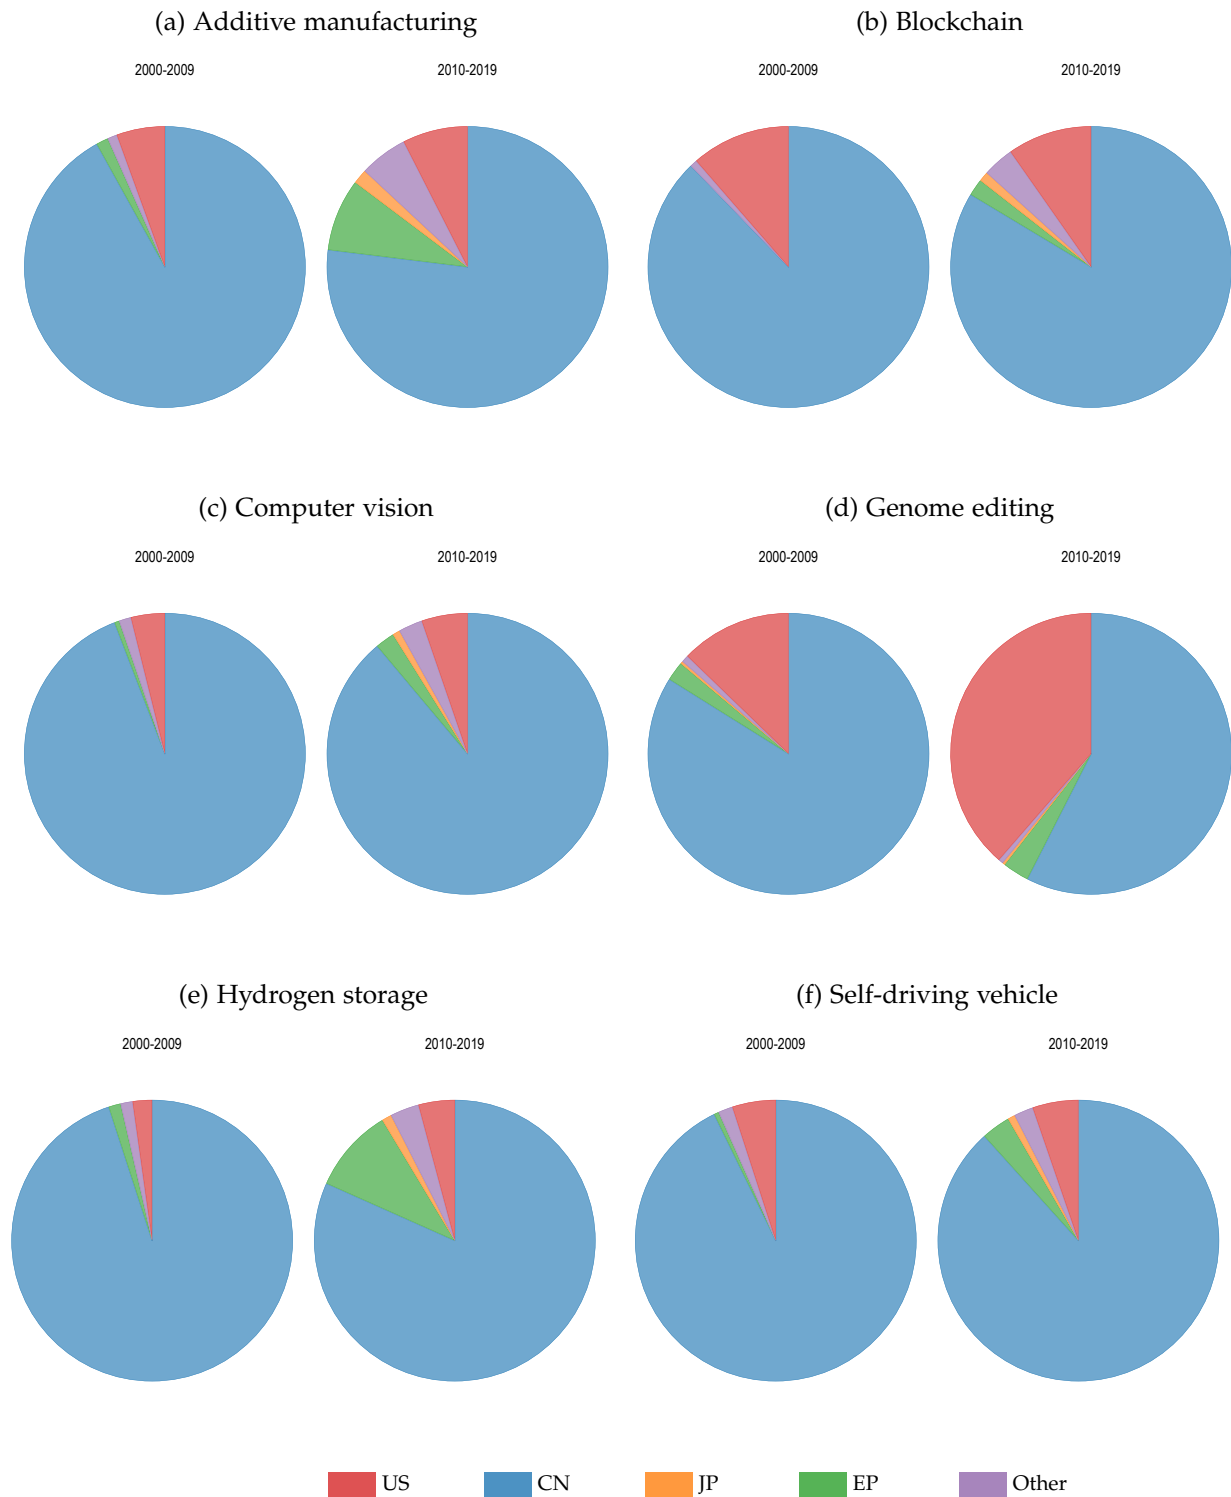 (a) Additive manufacturing
2000-2009
2010-2019
(b) Blockchain
2000-2009
2010-2019
(c) Computer vision
2000-2009
2010-2019
(d) Genome editing
2000-2009
2010-2019
(e) Hydrogen storage
2000-2009
2010-2019
(f) Self-driving vehicle
2000-2009
2010-2019
US CN JP EP Other